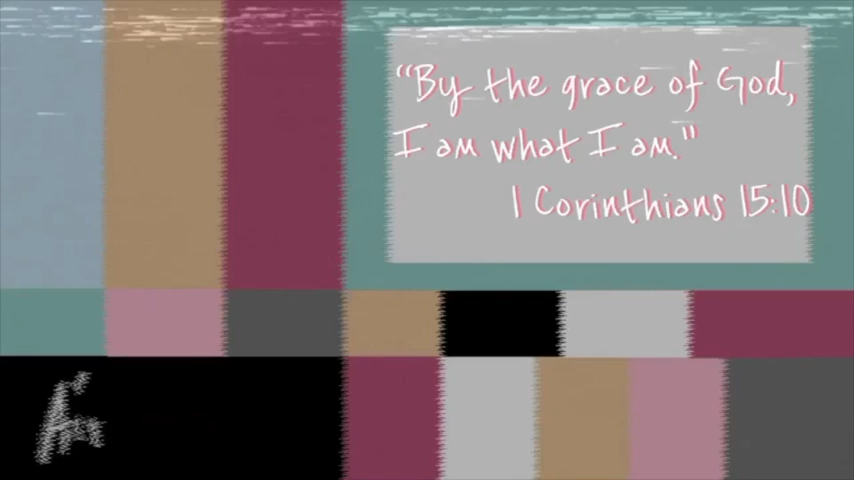 “By the grace of God,
I am what I am."
1 Corinthians 15:10